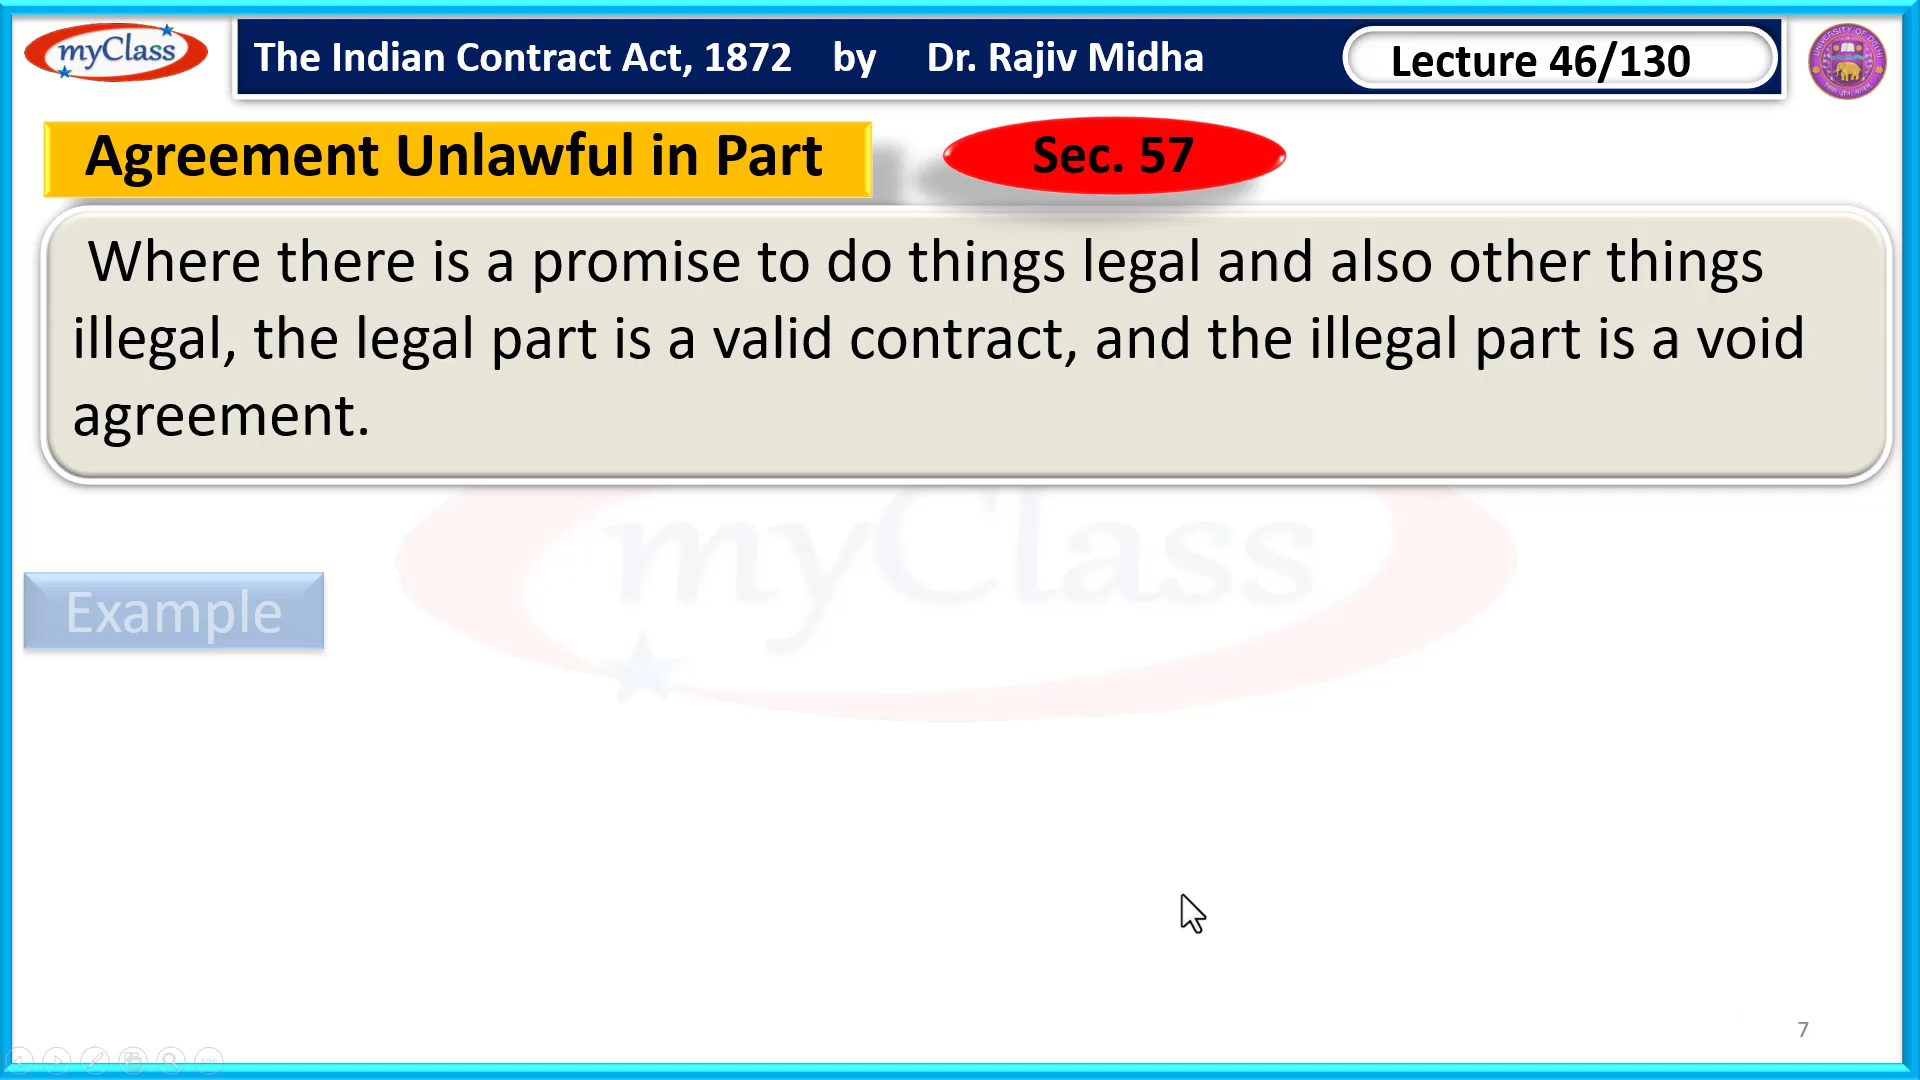 myClass
The Indian Contract Act, 1872 by Dr. Rajiv Midha
Lecture 46/130
Agreement Unlawful in Part
Sec. 57
Where there is a promise to do things legal and also other things
illegal, the legal part is a valid contract, and the illegal part is a void
agreement.
myClass
Example
7